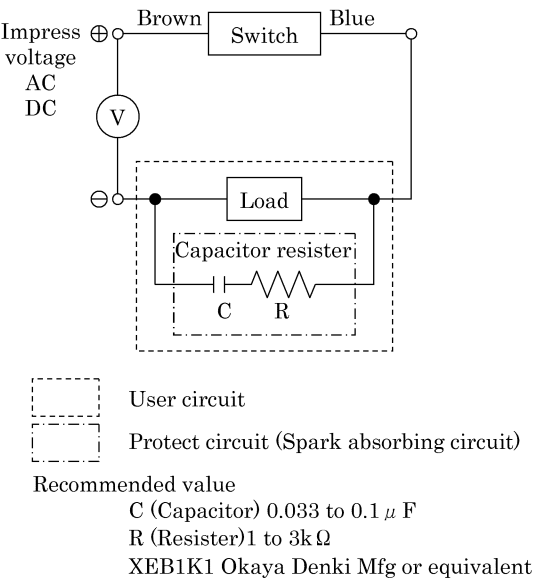 Brown
Blue
Impress
voltage
AC
DC
⊕
Switch
V
⊖
Load
Capacitor resister
C
R
User circuit
Protect circuit (Spark absorbing circuit)
Recommended value
C (Capacitor) 0.033 to 0.1 μ F
R (Resister)1 to 3kΩ
XEB1K1 Okaya Denki Mfg or equivalent